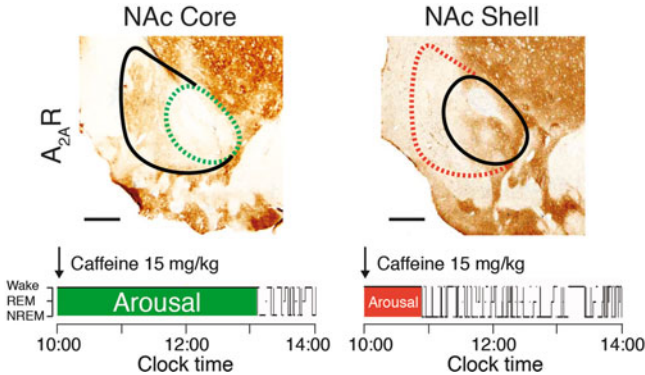 NAc Core
NAc Shell
A2AR
Caffeine 15 mg/kg
Caffeine 15 mg/kg
Wake
REM
NREM
Arousal
Arousal
10:00 12:00 14:00
10:00 12:00 14:00
Clock time
Clock time